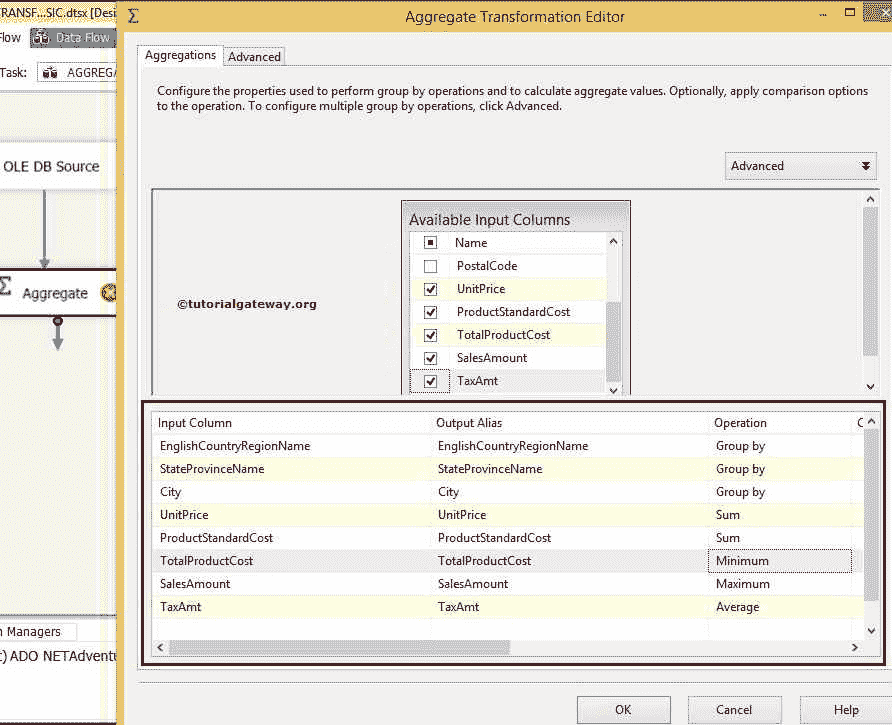 TRANSF...SIC.dtsx [Desi
Aggregate Transformation Editor
Flow
Data Flow
Task:
AGGREGA
OLE DB Source
Σ Aggregate
n Managers
:) ADO NETAdventu
Aggregations
Advanced
Configure the properties used to perform group by operations and to calculate aggregate values. Optionally, apply comparison options
to the operation. To configure multiple group by operations, click Advanced.
Advanced
Available Input Columns
Name
PostalCode
UnitPrice
ProductStandardCost
TotalProductCost
SalesAmount
TaxAmt
©tutorialgateway.org
Input Column Output Alias Operation C
EnglishCountryRegionName EnglishCountryRegionName Group by
StateProvinceName StateProvinceName Group by
City City Group by
UnitPrice UnitPrice Sum
ProductStandardCost ProductStandardCost Sum
TotalProductCost TotalProductCost Minimum
SalesAmount SalesAmount Maximum
TaxAmt TaxAmt Average
OK Cancel Help